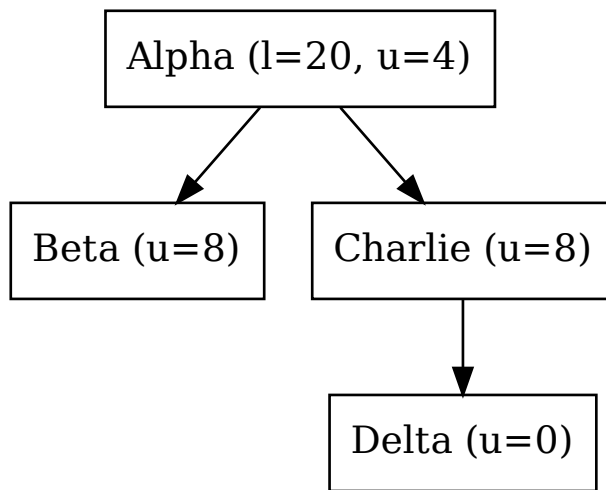 Alpha (l=20, u=4)
Beta (u=8)
Charlie (u=8)
Delta (u=0)